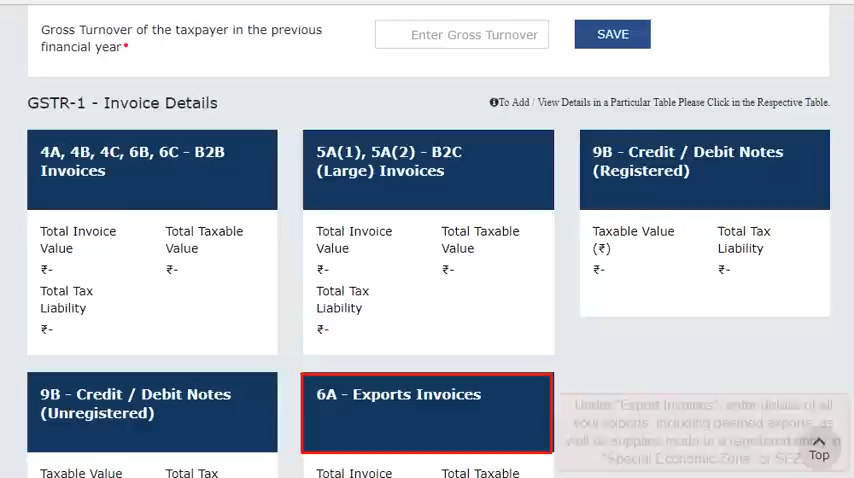 Gross Turnover of the taxpayer in the previous
financial year•
Enter Gross Turnover
SAVE
GSTR-1 - Invoice Details
To Add / View Details in a Particular Table Please Click in the Respective Table.
4A, 4B, 4C, 6B, 6C - B2B
Invoices
5A(1), 5A(2) - B2C
(Large) Invoices
9B - Credit / Debit Notes
(Registered)
Total Invoice
Value
Total Taxable
Value
₹-
₹-
Total Tax
Liability
₹-
Total Invoice
Value
Total Taxable
Value
₹-
₹-
Total Tax
Liability
₹-
Taxable Value
(₹)
Total Tax
Liability
₹-
₹-
9B - Credit / Debit Notes
(Unregistered)
6A - Exports Invoices
Under "Export Invoices", enter details of all
your exports, including deemed exports, as
well as supplies made to a registered
"Special Economic Zone" or SEZ
Top
Taxable Value
Total Tax
Total Invoice
Total Taxable